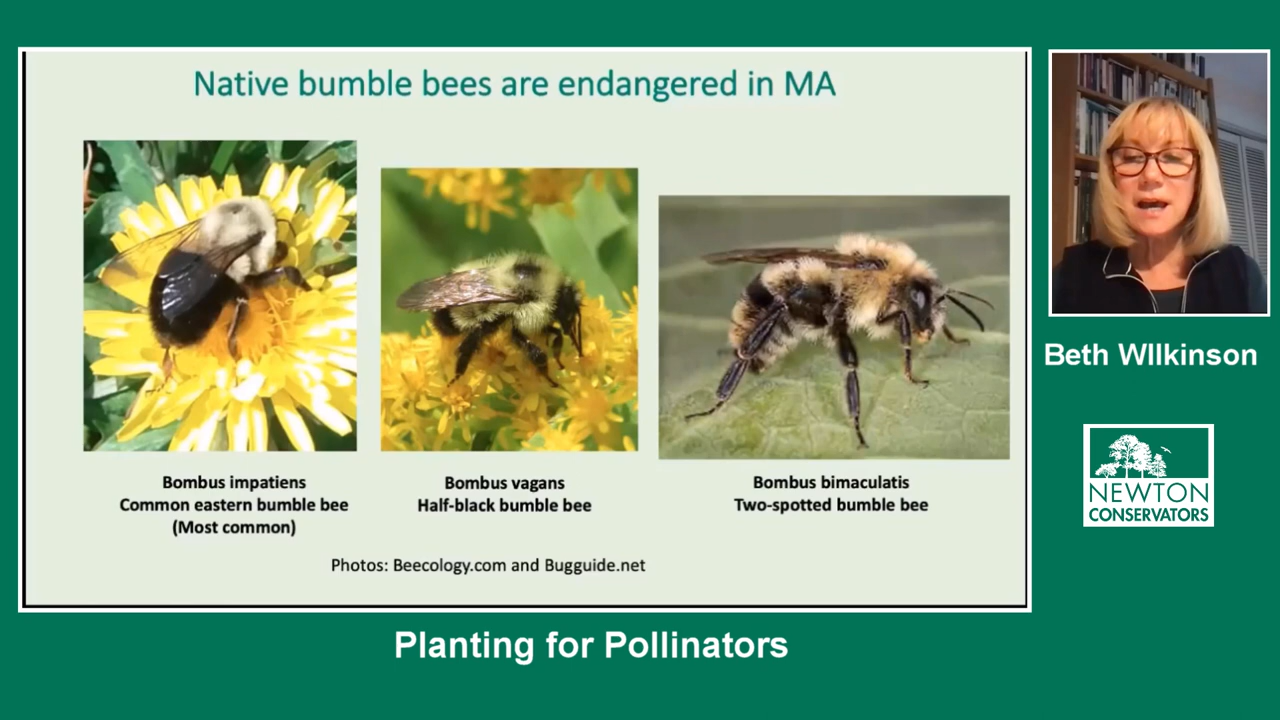 Native bumble bees are endangered in MA
Bombus impatiens
Common eastern bumble bee
(Most common)
Bombus vagans
Half-black bumble bee
Bombus bimaculatis
Two-spotted bumble bee
Photos: Beecology.com and Bugguide.net
Beth WIlkinson
NEWTON
CONSERVATORS
Planting for Pollinators